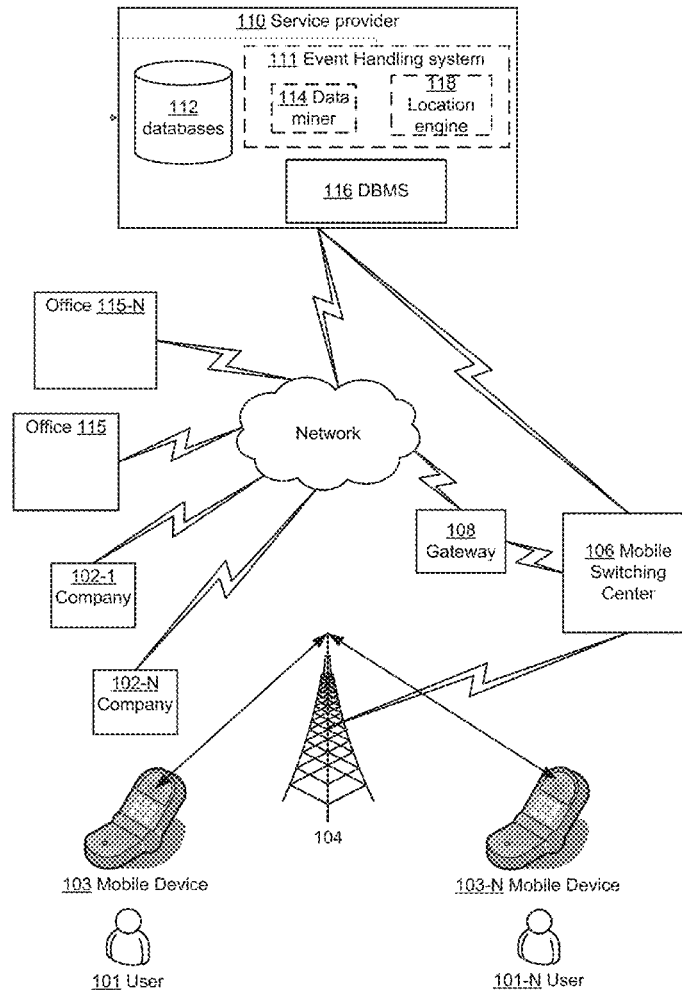 110 Service provider
111 Event Handling system
112
databases
114 Data
miner
118
Location
engine
116 DBMS
Office 115-N
Office 115
Network
108
Gateway
106 Mobile
Switching
Center
102-1
Company
102-N
Company
104
103 Mobile Device
103-N Mobile Device
101 User
101-N User